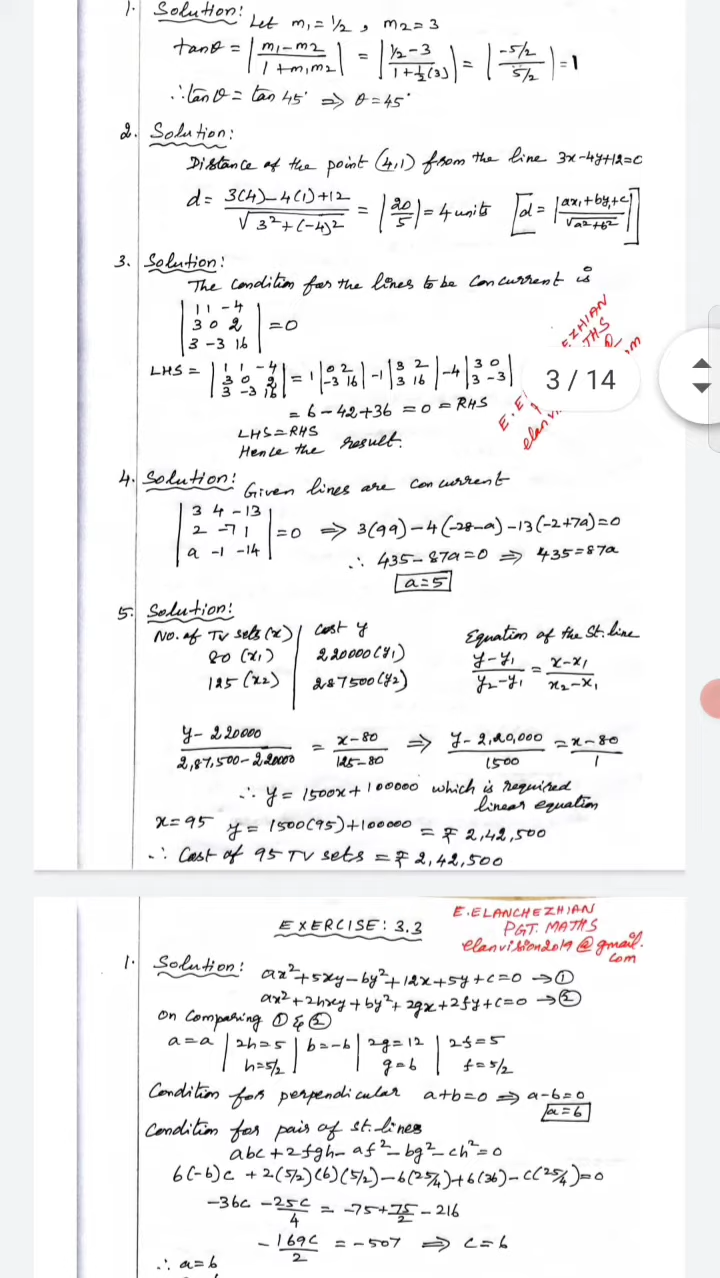 1. Solution: Let m₁ = 1/2 , m₂ = 3
tanθ = |m₁-m₂ / 1+m₁m₂| = |1/2-3 / 1+1/2(3)| = |-5/2 / 5/2| = 1
∴ tanθ = tan 45° ⇒ θ = 45°
2. Solution:
Distance of the point (4,1) from the line 3x-4y+12=0
d = 3(4)-4(1)+12 / √3²+(-4)² = |20/5| = 4 units [d = |ax₁+by₁+c| / √a²+b²]
3. Solution:
The condition for the lines to be concurrent is
|1 1 -4|
|3 0 2| = 0
|3 -3 16|
LHS = |1 1 -4; 3 0 2; 3 -3 16| = 1|0 2; -3 16| -1|3 2; 3 16| -4|3 0; 3 -3|
= 6-42+36 = 0 = RHS
LHS = RHS
Hence the result.
3 / 14
4. Solution: Given lines are concurrent
|3 4 -13|
|2 -7 1| = 0 ⇒ 3(99)-4(-28-a)-13(-2+7a)=0
|a -1 -14|
∴ 435-87a=0 ⇒ 435=87a
a=5
5. Solution:
No. of TV sets (x) | cost y
80 (x₁) | 220000 (y₁)
125 (x₂) | 287500 (y₂)
Equation of the St. line
y-y₁ / y₂-y₁ = x-x₁ / x₂-x₁
y-220000 / 2,87,500-220000 = x-80 / 125-80 ⇒ y-2,20,000 / 1500 = x-80 / 1
∴ y = 1500x+100000 which is required
linear equation
x=95 y = 1500(95)+100000 = ₹ 2,42,500
∴ Cost of 95 TV sets = ₹ 2,42,500
EXERCISE: 3.3
E.ELANCHEZHIAN
PGT. MATHS
elanvision2019@gmail.
com
1. Solution: ax²+5xy-6y²+12x+5y+c=0 → ①
ax²+2hxy+by²+2gx+2fy+c=0 → ②
On comparing ① & ②
a=a | 2h=5 | b=-6 | 2g=12 | 2f=5
h=5/2 | g=6 | f=5/2
Condition for perpendicular a+b=0 ⇒ a-6=0
a=6
Condition for pair of st. lines
abc+2fgh-af²-bg²-ch²=0
6(-6)c + 2(5/2)(6)(5/2)-6(25/4)+6(36)-c(25/4)=0
-36c -25c/4 = -75+75/2-216
-169c/2 = -507 ⇒ c=6
∴ a=6